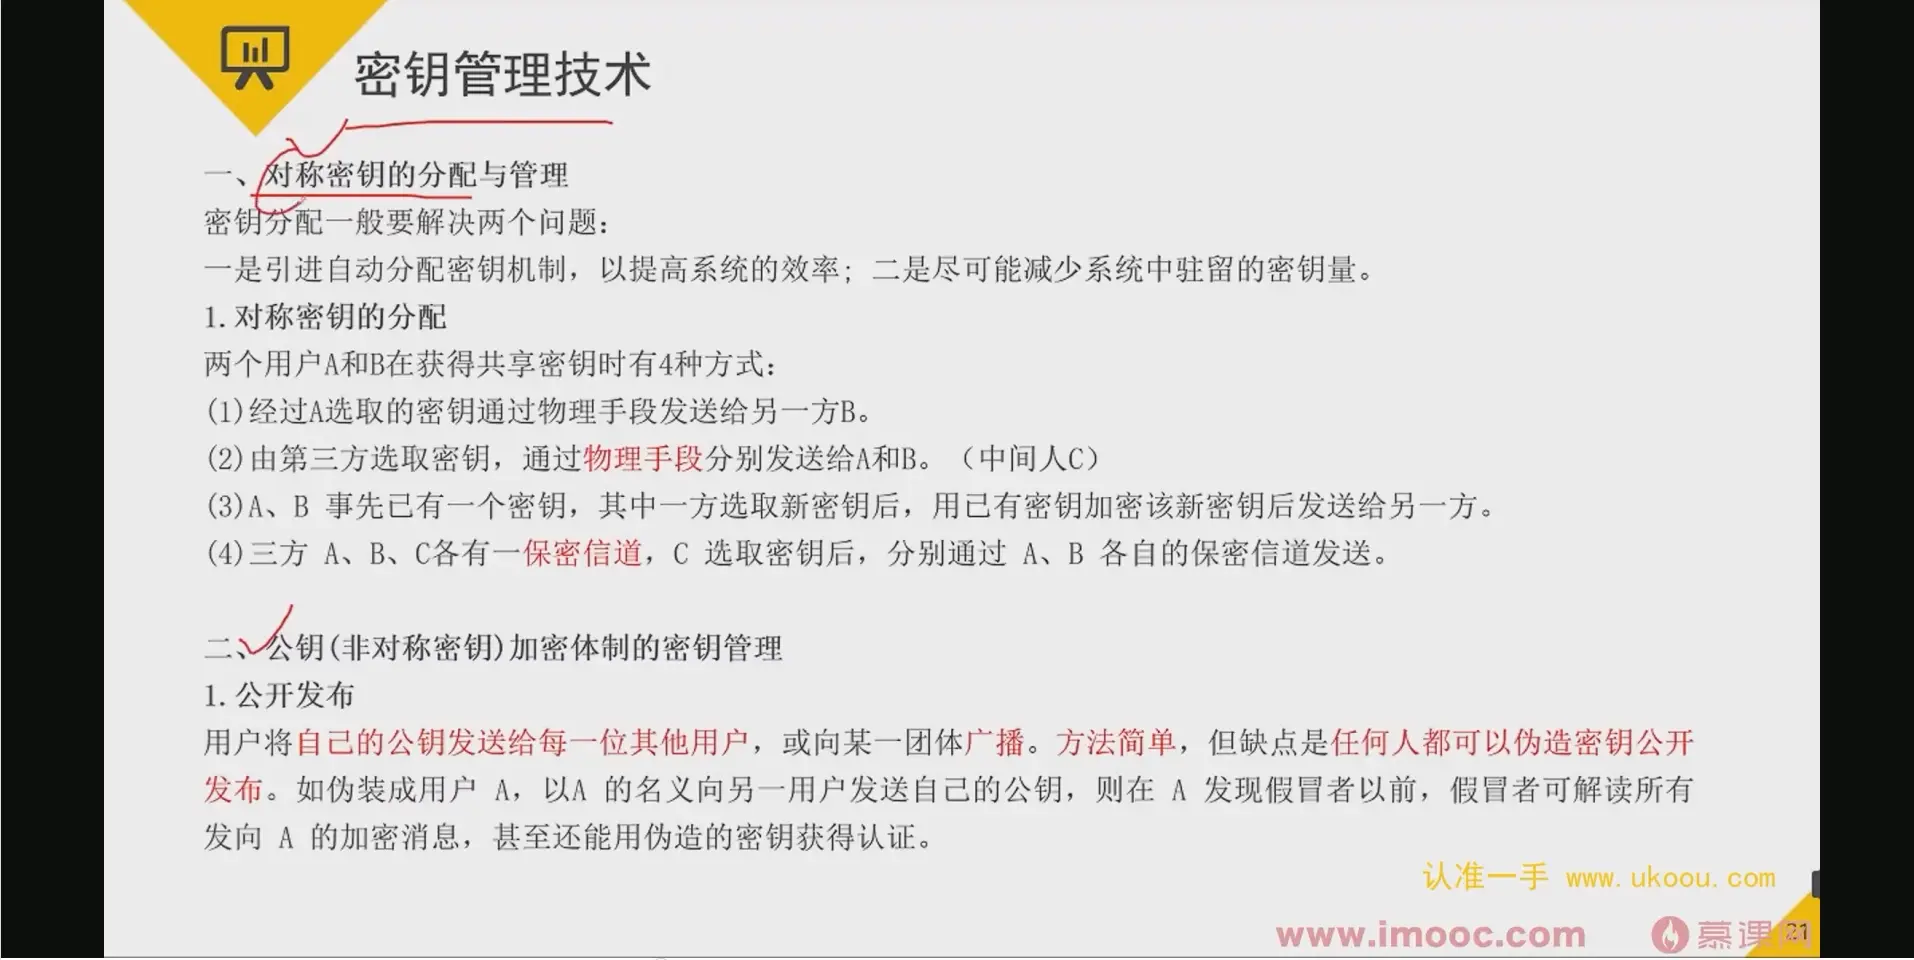 密钥管理技术
一、对称密钥的分配与管理
密钥分配一般要解决两个问题：
一是引进自动分配密钥机制，以提高系统的效率；二是尽可能减少系统中驻留的密钥量。
1.对称密钥的分配
两个用户A和B在获得共享密钥时有4种方式：
(1)经过A选取的密钥通过物理手段发送给另一方B。
(2)由第三方选取密钥，通过物理手段分别发送给A和B。（中间人C）
(3)A、B 事先已有一个密钥，其中一方选取新密钥后，用已有密钥加密该新密钥后发送给另一方。
(4)三方 A、B、C各有一保密信道，C 选取密钥后，分别通过 A、B 各自的保密信道发送。
二、公钥(非对称密钥)加密体制的密钥管理
1.公开发布
用户将自己的公钥发送给每一位其他用户，或向某一团体广播。方法简单，但缺点是任何人都可以伪造密钥公开
发布。如伪装成用户 A，以A 的名义向另一用户发送自己的公钥，则在 A 发现假冒者以前，假冒者可解读所有
发向 A 的加密消息，甚至还能用伪造的密钥获得认证。
认准一手 www.ukoou.com
www.imooc.com 慕课网
21